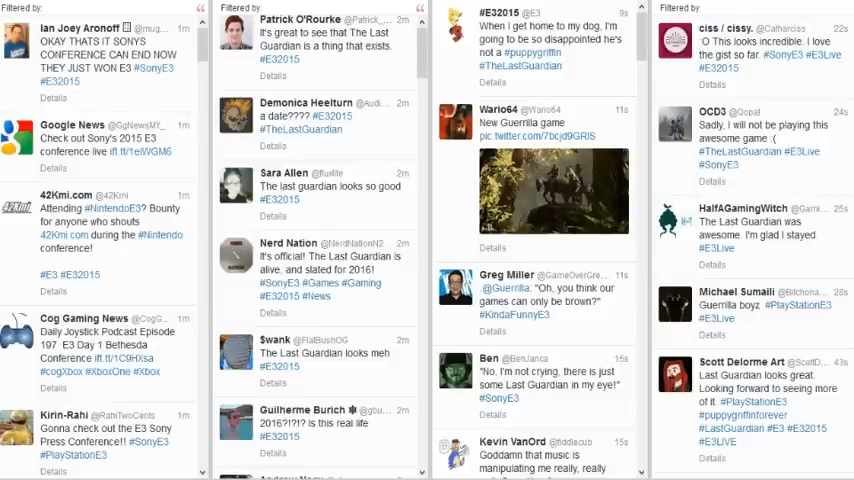 Filtered by:
Ian Joey Aronoff @mug... 1m
OKAY THATS IT SONYS
CONFERENCE CAN END NOW
THEY JUST WON E3 #SonyE3
#E32015
Details
Google News @GgNewsMY_ 1m
Check out Sony's 2015 E3
conference live ift.tt/1eiWGM6
Details
42Kmi.com @42Kmi 1m
Attending #NintendoE3? Bounty
for anyone who shouts
42Kmi.com during the #Nintendo
conference!
#E3 #E32015
Details
Cog Gaming News @CogG... 1m
Daily Joystick Podcast Episode
197 E3 Day 1 Bethesda
Conference ift.tt/1C9HXsa
#cogXbox #XboxOne #Xbox
Details
Kirin-Rahi @RahiTwoCents 1m
Gonna check out the E3 Sony
Press Conference!! #SonyE3
#PlayStationE3
Details
Filtered by:
Patrick O'Rourke @Patrick_... 2m
It's great to see that The Last
Guardian is a thing that exists.
#E32015
Details
Demonica Heelturn @Audi... 2m
a date???? #E32015
#TheLastGuardian
Details
Sara Allen @fluxlite 2m
The last guardian looks so good
#E32015
Details
Nerd Nation @NerdNationN2 2m
It's official! The Last Guardian is
alive, and slated for 2016!
#SonyE3 #Games #Gaming
#E32015 #News
Details
$wank @FlatBushOG 2m
The Last Guardian looks meh
#E32015
Details
Guilherme Burich @gbu... 2m
2016?!?!? Is this real life
#E32015
Details
Filtered by:
#E32015 @E3 9s
When I get home to my dog, I'm
going to be so disappointed he's
not a #puppygriffin
#TheLastGuardian
Details
Wario64 @Wario64 11s
New Guerrilla game
pic.twitter.com/7bcjd9GRlS
Details
Greg Miller @GameOverGre... 11s
.@Guerrilla: "Oh, you think our
games can only be brown?"
#KindaFunnyE3
Details
Ben @BenJanca 15s
"No, I'm not crying, there is just
some Last Guardian in my eye!"
#SonyE3
Details
Kevin VanOrd @fiddlecub 15s
Goddamn that music is
manipulating me really, really
Filtered by:
ciss / cissy. @Catharciss 22s
:'O This looks incredible. I love
the gist so far. #SonyE3 #E3Live
#E32015
Details
OCD3 @Qopal 24s
Sadly, I will not be playing this
awesome game :(
#TheLastGuardian #E3Live
#SonyE3
Details
HalfAGamingWitch @Gami... 25s
The Last Guardian was
awesome. I'm glad I stayed.
#E3Live
Details
Michael Sumaili @Bitchona... 28s
Guerrilla boyz #PlayStationE3
#E3Live
Details
Scott Delorme Art @ScottD... 43s
Last Guardian looks great.
Looking forward to seeing more
of it. #PlayStationE3
#puppygriffinforever
#LastGuardian #E3 #E32015
#E3LIVE
Details